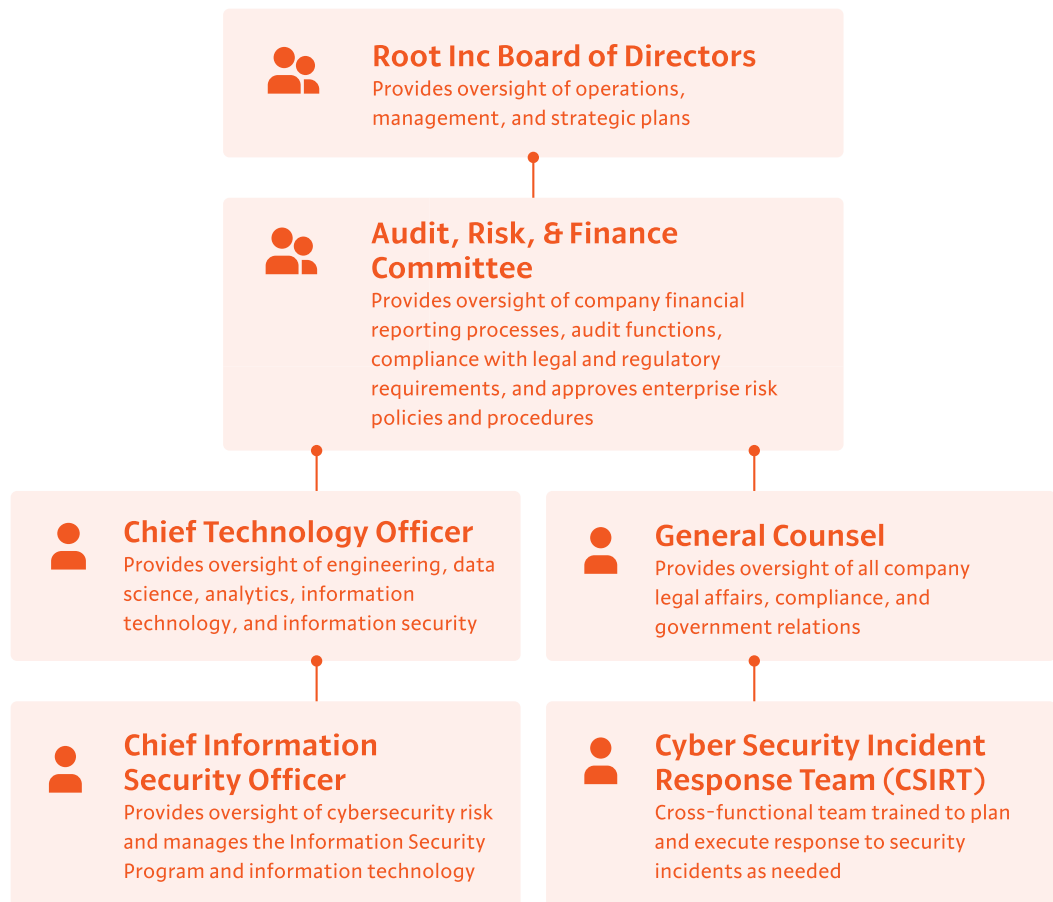 Root Inc Board of Directors
Provides oversight of operations,
management, and strategic plans
Audit, Risk, & Finance
Committee
Provides oversight of company financial
reporting processes, audit functions,
compliance with legal and regulatory
requirements, and approves enterprise risk
policies and procedures
Chief Technology Officer
Provides oversight of engineering, data
science, analytics, information
technology, and information security
General Counsel
Provides oversight of all company
legal affairs, compliance, and
government relations
Chief Information
Security Officer
Provides oversight of cybersecurity risk
and manages the Information Security
Program and information technology
Cyber Security Incident
Response Team (CSIRT)
Cross-functional team trained to plan
and execute response to security
incidents as needed